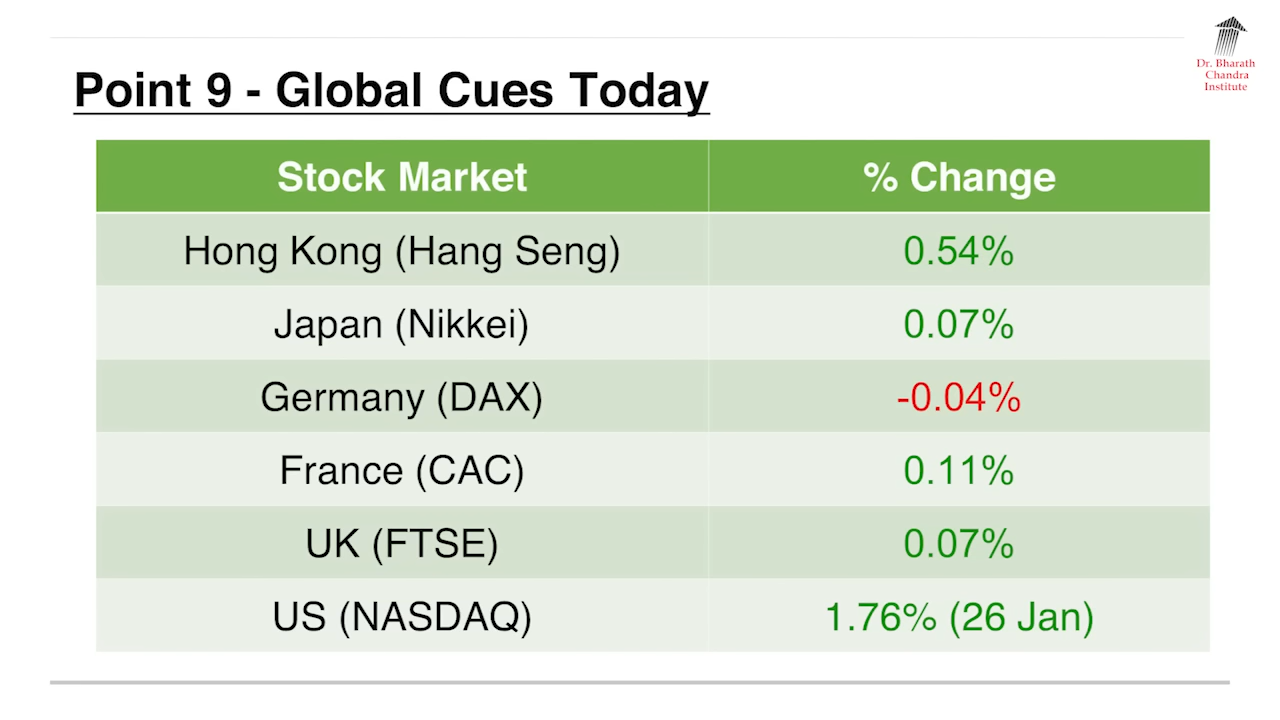 Dr. Bharath
Chandra
Institute
Point 9 - Global Cues Today
Stock Market % Change
Hong Kong (Hang Seng) 0.54%
Japan (Nikkei) 0.07%
Germany (DAX) -0.04%
France (CAC) 0.11%
UK (FTSE) 0.07%
US (NASDAQ) 1.76% (26 Jan)